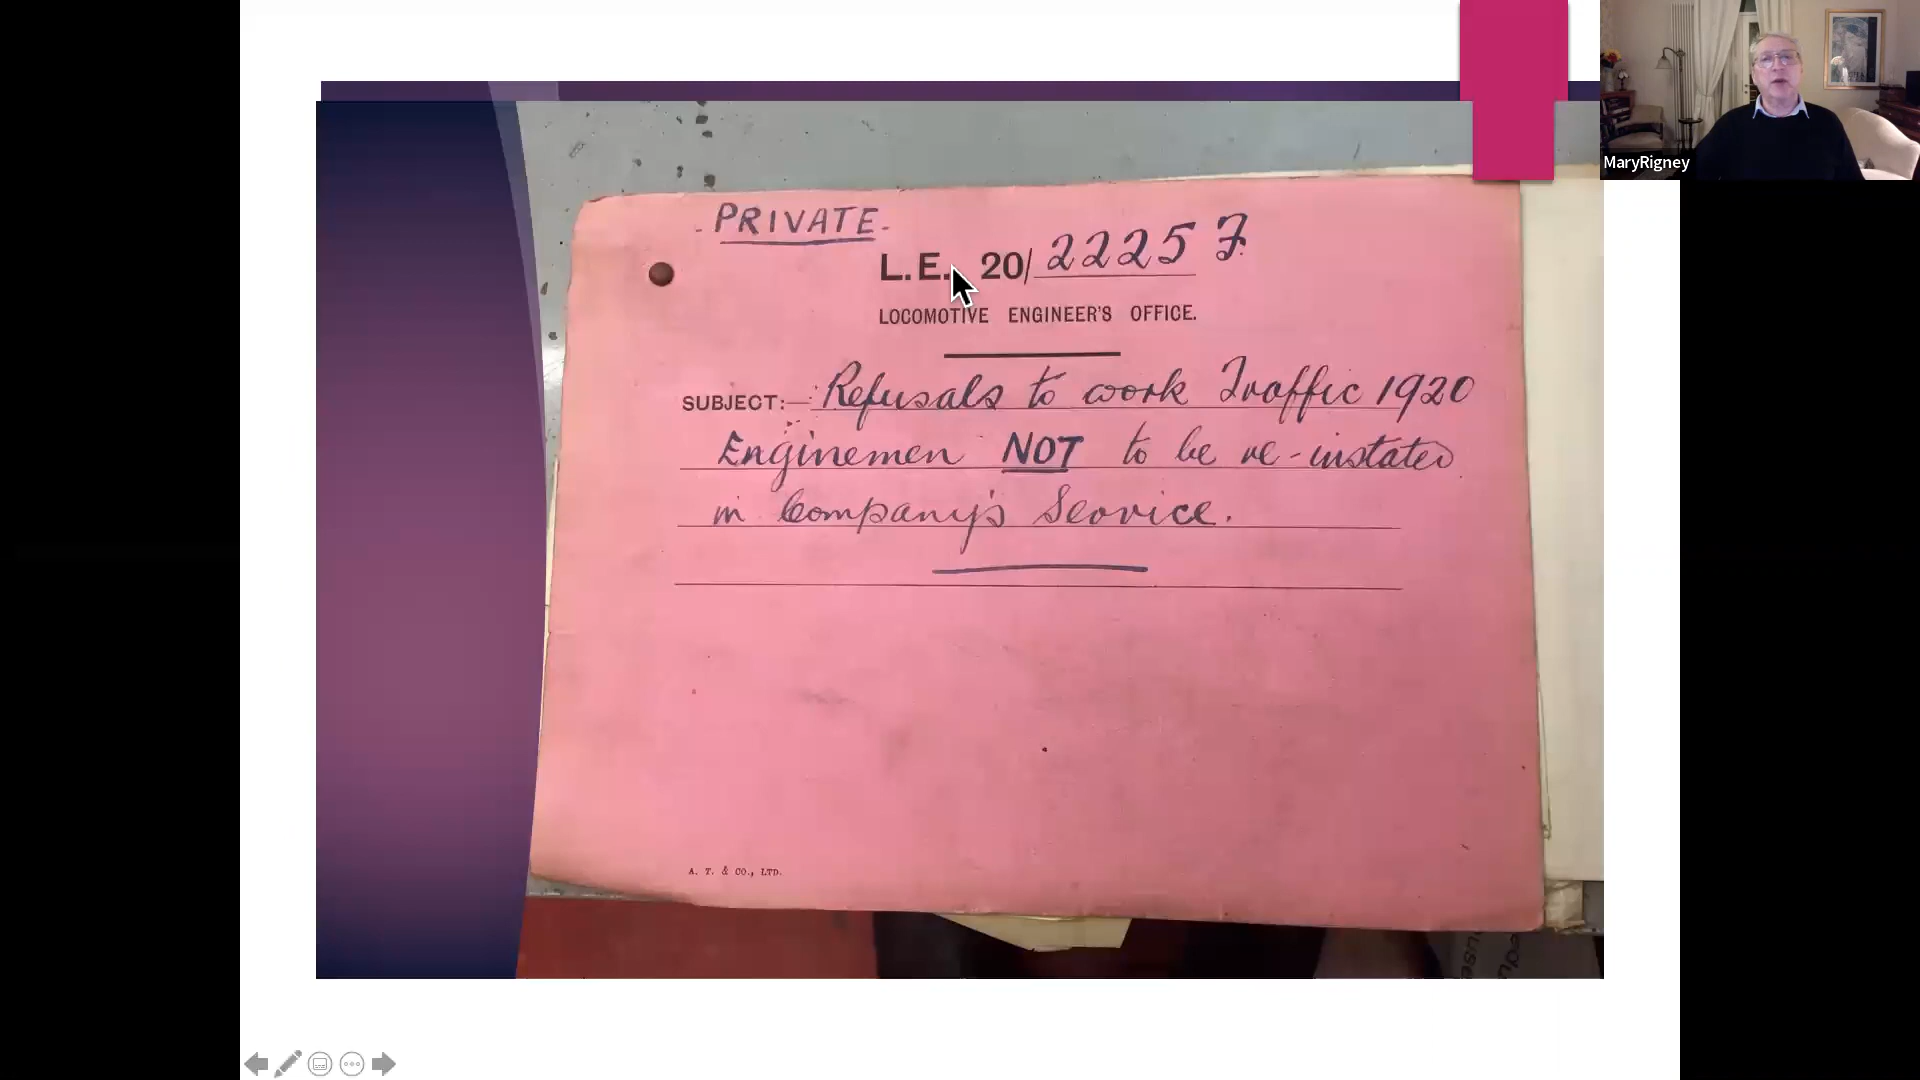 - PRIVATE -
L.E. 20/ 22257
LOCOMOTIVE ENGINEER'S OFFICE.
SUBJECT:— Refusals to work Traffic 1920
Enginemen NOT to be re-instated
in Company's Service.
A. T. & CO., LTD.
MaryRigney